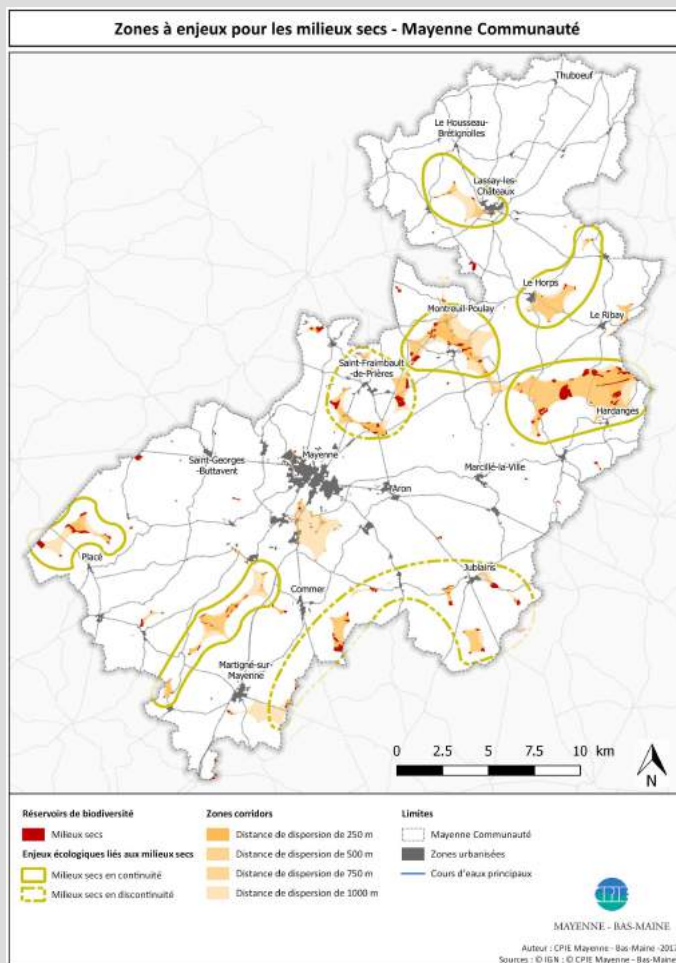 Zones à enjeux pour les milieux secs - Mayenne Communauté
Thuboeuf
Le Housseau-
Brétignolles
Lassay-les-
Châteaux
Le Horps
Montreuil-Poulay
Le Ribay
Saint-Fraimbault
-de-Prières
Hardanges
Mayenne
Saint-Georges
-Buttavent
Marcillé-la-Ville
Aron
Placé
Jublains
Commer
Martigné-sur-
Mayenne
0 2.5 5 7.5 10 km
N
Réservoirs de biodiversité
Milieux secs
Enjeux écologiques liés aux milieux secs
Milieux secs en continuité
Milieux secs en discontinuité
Zones corridors
Distance de dispersion de 250 m
Distance de dispersion de 500 m
Distance de dispersion de 750 m
Distance de dispersion de 1000 m
Limites
Mayenne Communauté
Zones urbanisées
Cours d'eaux principaux
CPIE
MAYENNE - BAS-MAINE
Auteur : CPIE Mayenne - Bas-Maine -2017
Sources : © IGN : © CPIE Mayenne - Bas-Maine